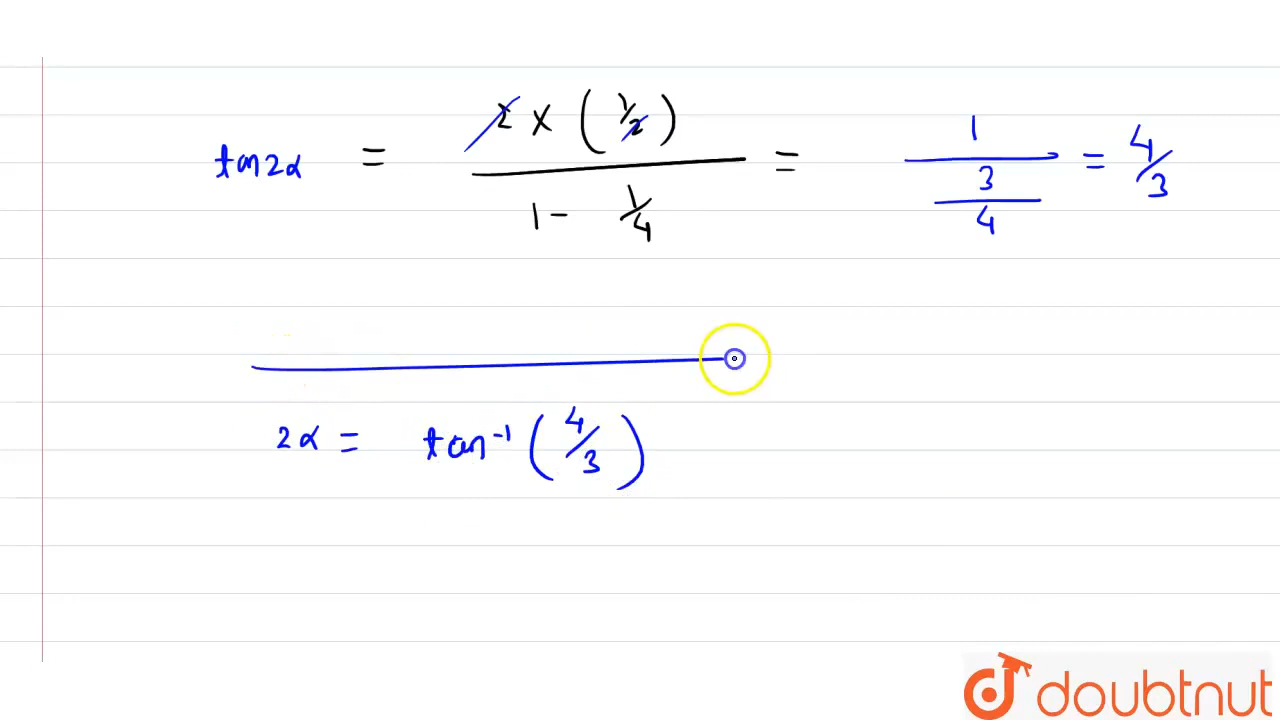 tan2α = 2 × (1/2) / 1 - 1/4 = 1 / 3/4 = 4/3
2α = tan⁻¹ (4/3)
doubtnut